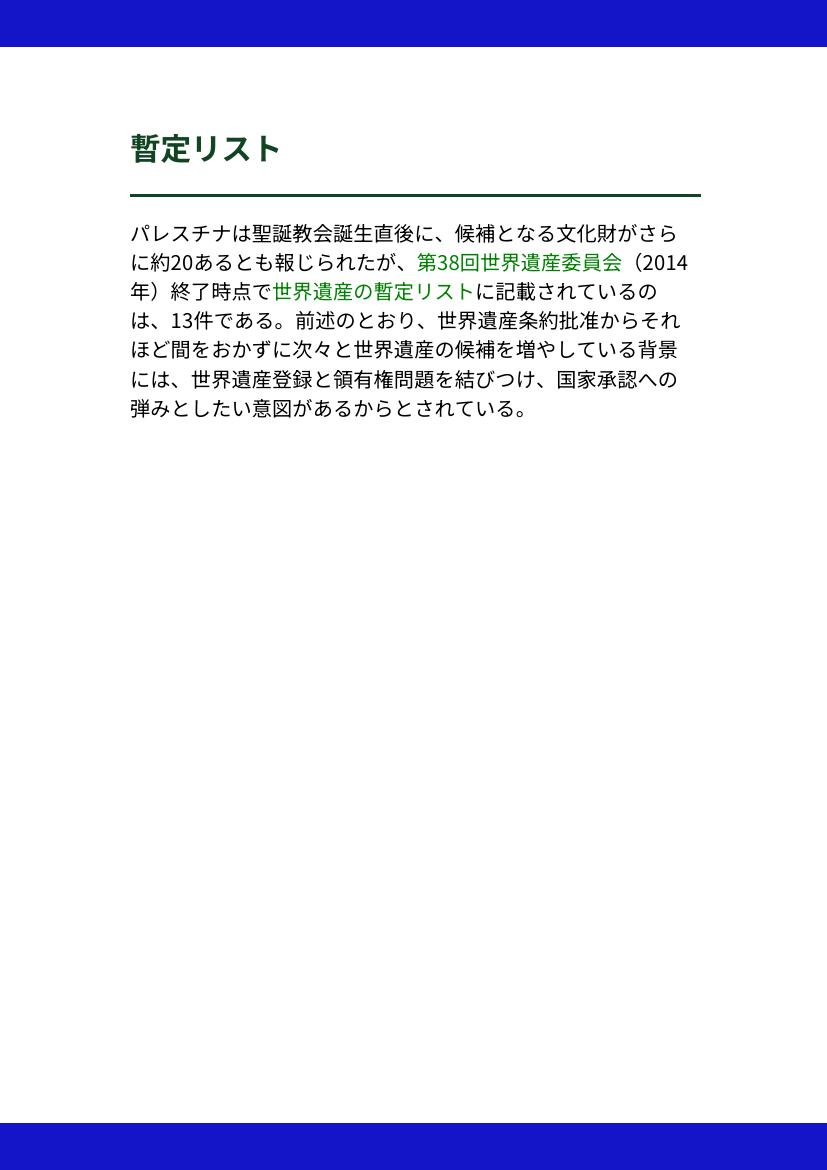 暫定リスト
パレスチナは聖誕教会誕生直後に、候補となる文化財がさら
に約20あるとも報じられたが、第38回世界遺産委員会（2014
年）終了時点で世界遺産の暫定リストに記載されているの
は、13件である。前述のとおり、世界遺産条約批准からそれ
ほど間をおかずに次々と世界遺産の候補を増やしている背景
には、世界遺産登録と領有権問題を結びつけ、国家承認への
弾みとしたい意図があるからとされている。